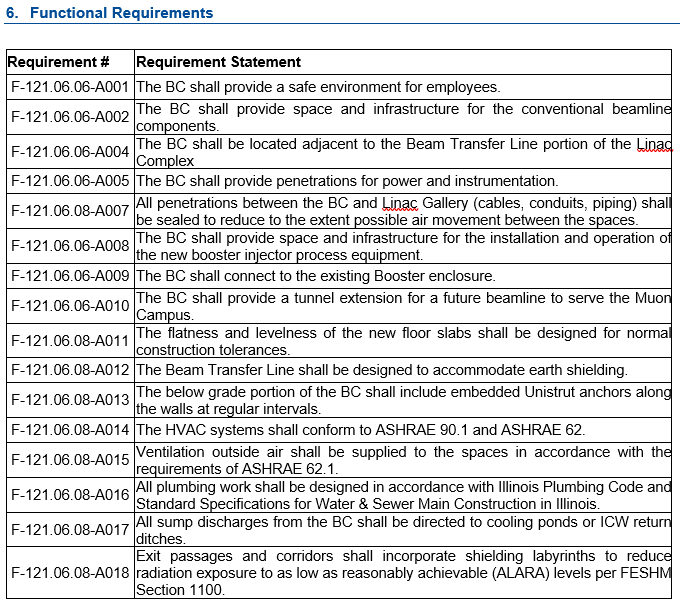 6. Functional Requirements
Requirement # Requirement Statement
F-121.06.06-A001 The BC shall provide a safe environment for employees.
F-121.06.06-A002 The BC shall provide space and infrastructure for the conventional beamline
components.
F-121.06.06-A004 The BC shall be located adjacent to the Beam Transfer Line portion of the Linac
Complex
F-121.06.06-A005 The BC shall provide penetrations for power and instrumentation.
F-121.06.08-A007 All penetrations between the BC and Linac Gallery (cables, conduits, piping) shall
be sealed to reduce to the extent possible air movement between the spaces.
F-121.06.06-A008 The BC shall provide space and infrastructure for the installation and operation of
the new booster injector process equipment.
F-121.06.06-A009 The BC shall connect to the existing Booster enclosure.
F-121.06.06-A010 The BC shall provide a tunnel extension for a future beamline to serve the Muon
Campus.
F-121.06.08-A011 The flatness and levelness of the new floor slabs shall be designed for normal
construction tolerances.
F-121.06.08-A012 The Beam Transfer Line shall be designed to accommodate earth shielding.
F-121.06.08-A013 The below grade portion of the BC shall include embedded Unistrut anchors along
the walls at regular intervals.
F-121.06.08-A014 The HVAC systems shall conform to ASHRAE 90.1 and ASHRAE 62.
F-121.06.08-A015 Ventilation outside air shall be supplied to the spaces in accordance with the
requirements of ASHRAE 62.1.
F-121.06.08-A016 All plumbing work shall be designed in accordance with Illinois Plumbing Code and
Standard Specifications for Water & Sewer Main Construction in Illinois.
F-121.06.08-A017 All sump discharges from the BC shall be directed to cooling ponds or ICW return
ditches.
F-121.06.08-A018 Exit passages and corridors shall incorporate shielding labyrinths to reduce
radiation exposure to as low as reasonably achievable (ALARA) levels per FESHM
Section 1100.